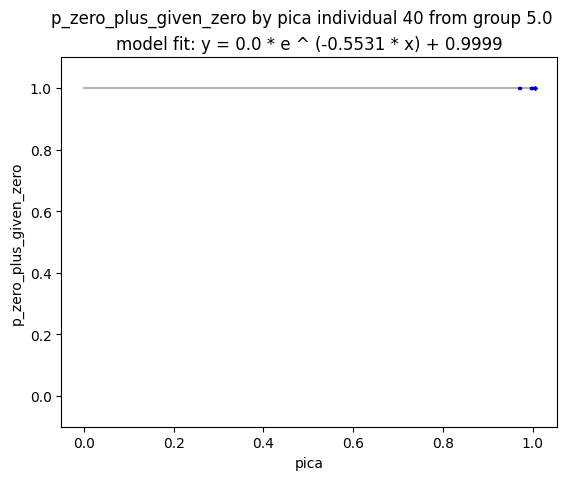 p_zero_plus_given_zero by pica individual 40 from group 5.0
model fit: y = 0.0 * e ^ (-0.5531 * x) + 0.9999
1.0
0.8
0.6
0.4
0.2
0.0
p_zero_plus_given_zero
0.0 0.2 0.4 0.6 0.8 1.0
pica